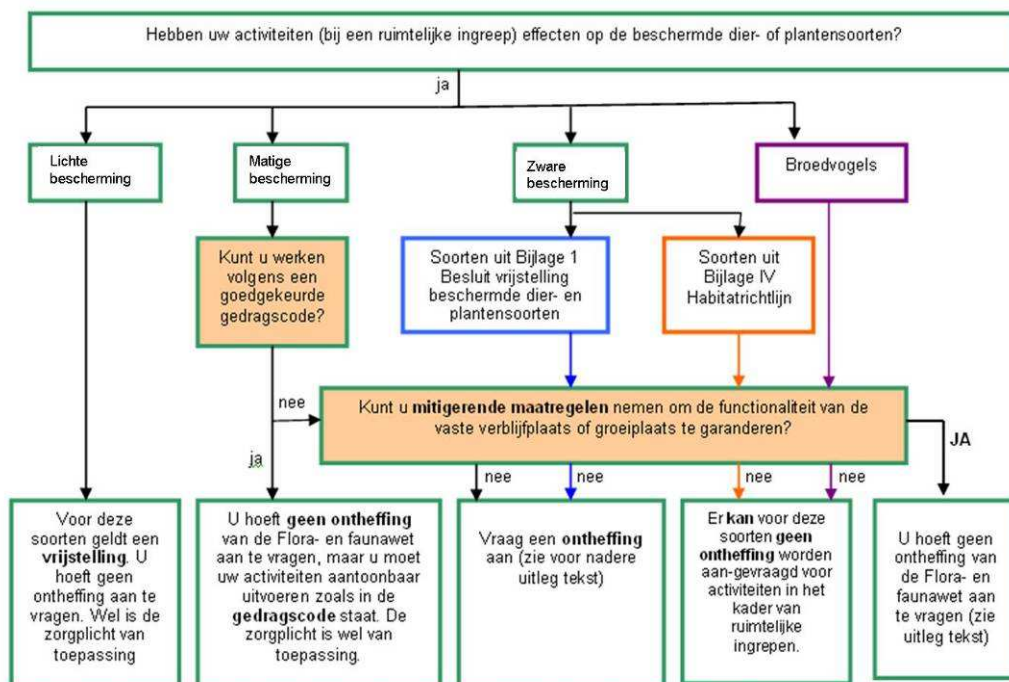 Hebben uw activiteiten (bij een ruimtelijke ingreep) effecten op de beschermde dier- of plantensoorten?
ja
Lichte
bescherming
Matige
bescherming
Zware
bescherming
Broedvogels
Kunt u werken
volgens een
goedgekeurde
gedragscode?
Soorten uit Bijlage 1
Besluit vrijstelling
beschermde dier- en
plantensoorten
Soorten uit
Bijlage IV
Habitatrichtlijn
nee
Kunt u mitigerende maatregelen nemen om de functionaliteit van de
vaste verblijfplaats of groeiplaats te garanderen?
JA
ja
nee
nee
nee
nee
Voor deze
soorten geldt een
vrijstelling. U
hoeft geen
ontheffing aan te
vragen. Wel is de
zorgplicht van
toepassing
U hoeft geen ontheffing
van de Flora- en faunawet
aan te vragen, maar u moet
uw activiteiten aantoonbaar
uitvoeren zoals in de
gedragscode staat. De
zorgplicht is wel van
toepassing.
Vraag een ontheffing
aan (zie voor nadere
uitleg tekst)
Er kan voor deze
soorten geen
ontheffing worden
aan-gevraagd voor
activiteiten in het
kader van
ruimtelijke
ingrepen.
U hoeft geen
ontheffing van
de Flora- en
faunawet aan
te vragen (zie
uitleg tekst)